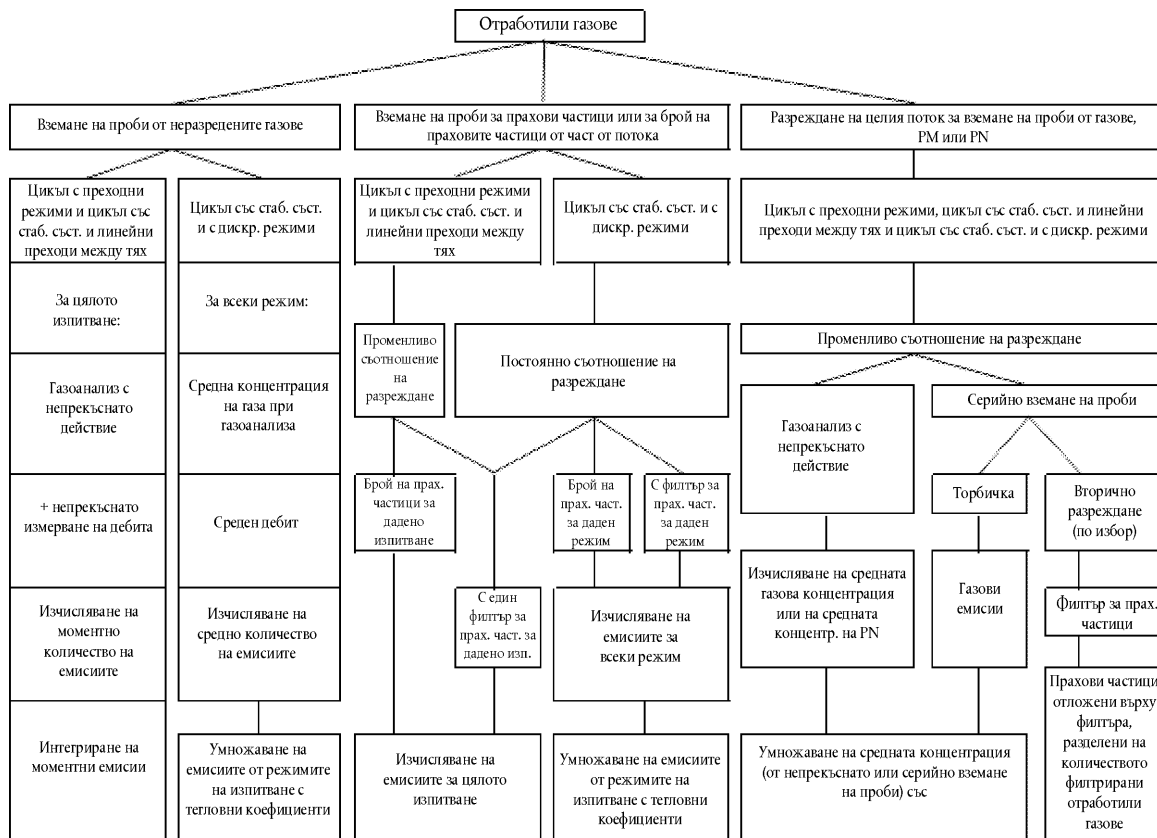 Отработили газове
Вземане на проби от неразредените газове
Вземане на проби за прахови частици или за брой на
праховите частици от част от потока
Разреждане на целия поток за вземане на проби от газове,
PM или PN
Цикъл с преходни
режими и цикъл със
стаб. съст. и линейни
преходи между тях
Цикъл със стаб. съст.
и с дискр. режими
Цикъл с преходни режими
и цикъл със стаб. съст. и
линейни преходи между
тях
Цикъл със стаб. съст. и с
дискр. режими
Цикъл с преходни режими, цикъл със стаб. съст. и линейни
преходи между тях и цикъл със стаб. съст. и с дискр. режими
За цялото
изпитване:
За всеки режим:
Променливо
съотношение
на
разреждане
Постоянно съотношение на
разреждане
Променливо съотношение на разреждане
Газоанализ с
непрекъснато
действие
Средна концентрация
на газа при
газоанализа
Газоанализ с
непрекъснато
действие
Серийно вземане на проби
+ непрекъснато
измерване на дебита
Среден дебит
Брой на прах.
частици за
дадено
изпитване
Брой на
прах. част.
за даден
режим
С филтър за
прах. част.
за даден
режим
Торбичка
Вторично
разреждане
(по избор)
Изчисляване на
моментно
количество на
емисиите
Изчисляване на
средно количество
на емисиите
С един
филтър за
прах. част. за
дадено изп.
Изчисляване на
емисиите за
всеки режим
Изчисляване на средната
газова концентрация
или на средната
концентр. на PN
Газови
емисии
Филтър за прах.
частици
Интегриране на
моментни емисии
Умножаване на
емисиите от режимите
на изпитване с
тегловни коефициенти
Изчисляване на
емисиите за цялото
изпитване
Умножаване на емисиите
от режимите на
изпитване с тегловни
коефициенти
Умножаване на средната концентрация
(от непрекъснато или серийно вземане
на проби) със
Прахови частици,
отложени върху
филтъра,
разделени на
количеството
филтрирани
отработили
газове